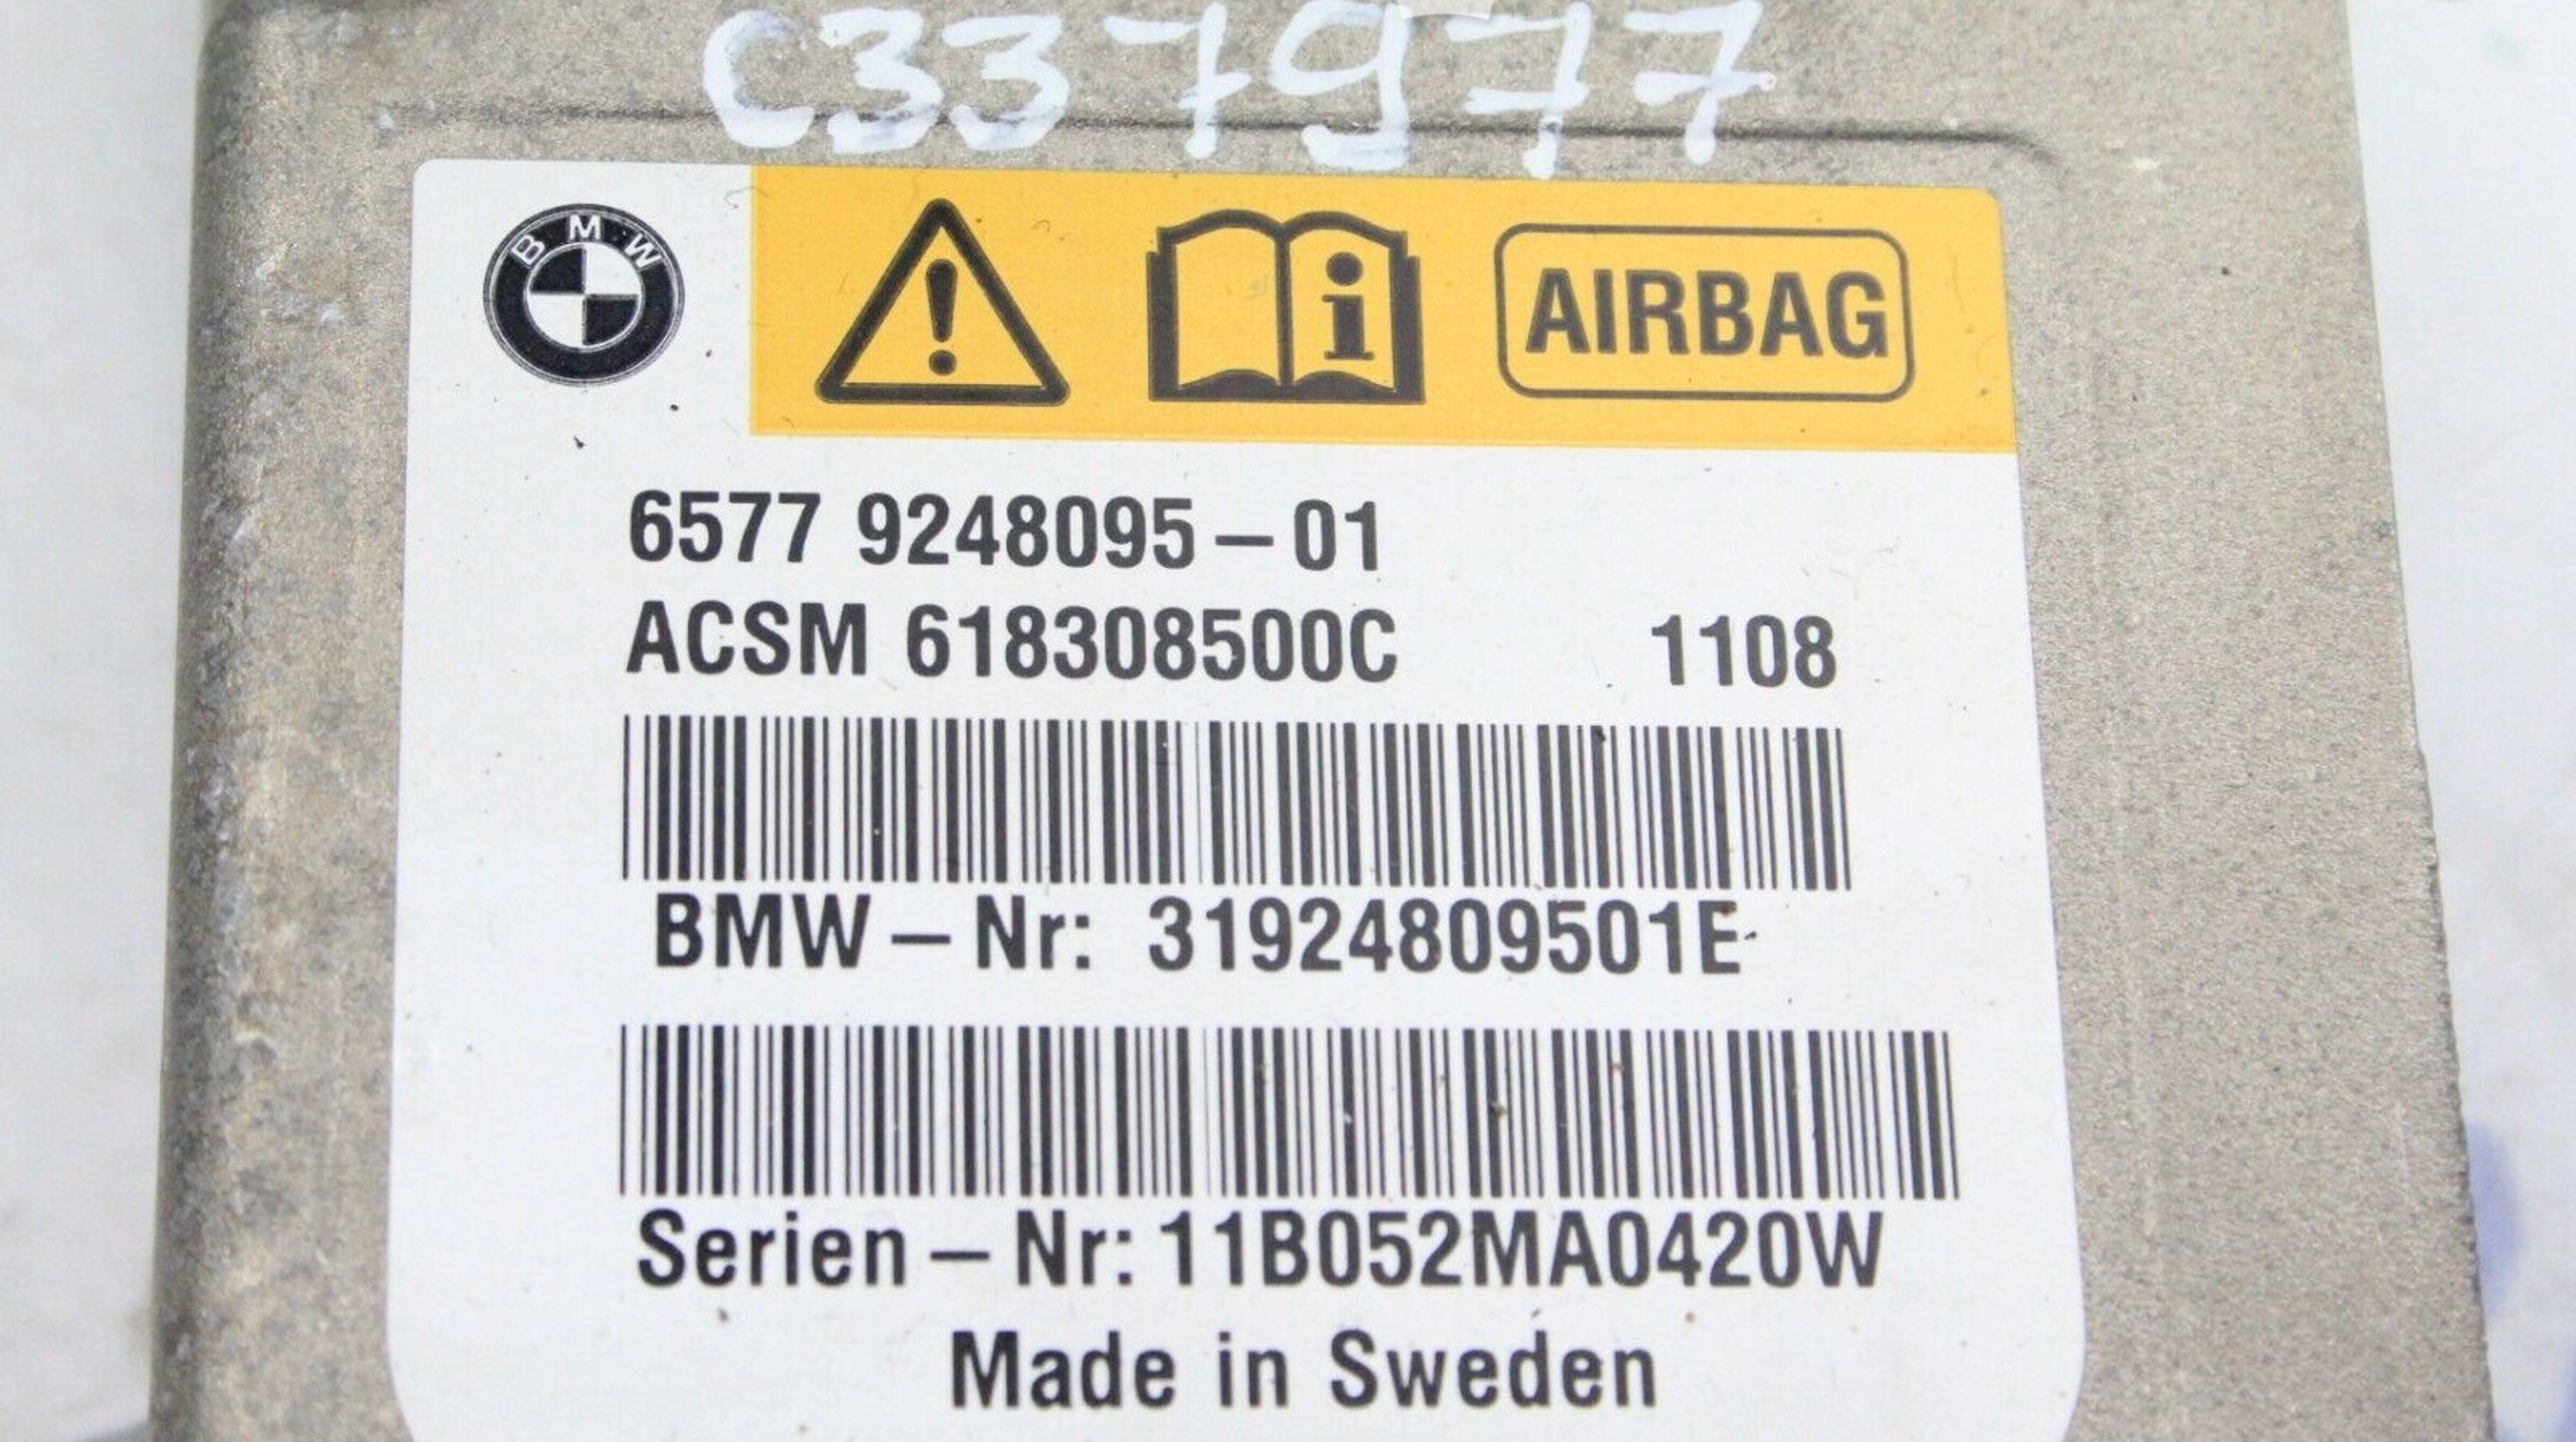 C337977
BMW
AIRBAG
6577 9248095 – 01
ACSM 618308500C 1108
BMW – Nr: 31924809501E
Serien – Nr: 11B052MA0420W
Made in Sweden